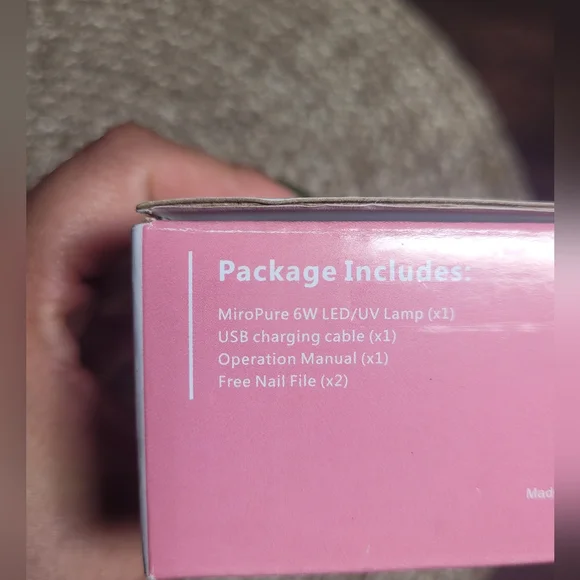 Package Includes:
MiroPure 6W LED/UV Lamp (x1)
USB charging cable (x1)
Operation Manual (x1)
Free Nail File (x2)
Made